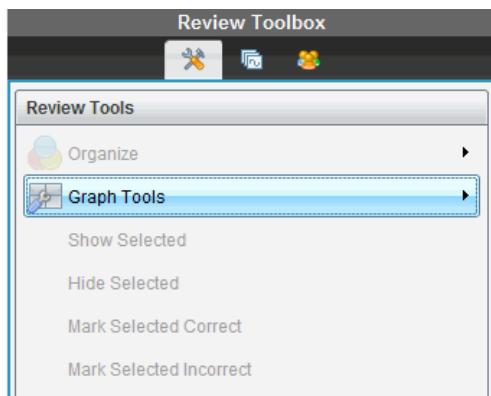 Review Toolbox
Review Tools
Organize
Graph Tools
Show Selected
Hide Selected
Mark Selected Correct
Mark Selected Incorrect